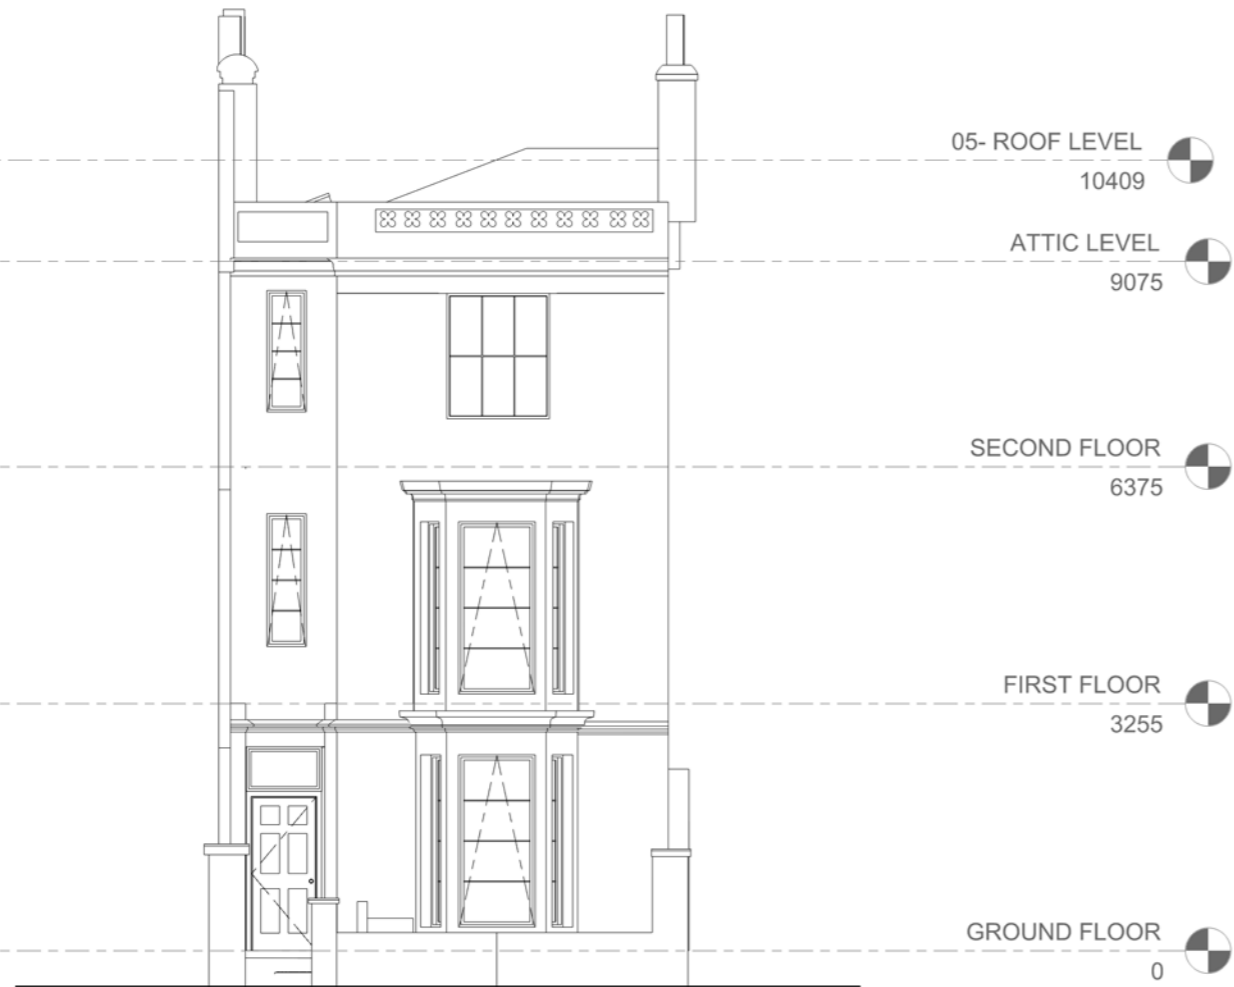 05- ROOF LEVEL
10409
ATTIC LEVEL
9075
SECOND FLOOR
6375
FIRST FLOOR
3255
GROUND FLOOR
0